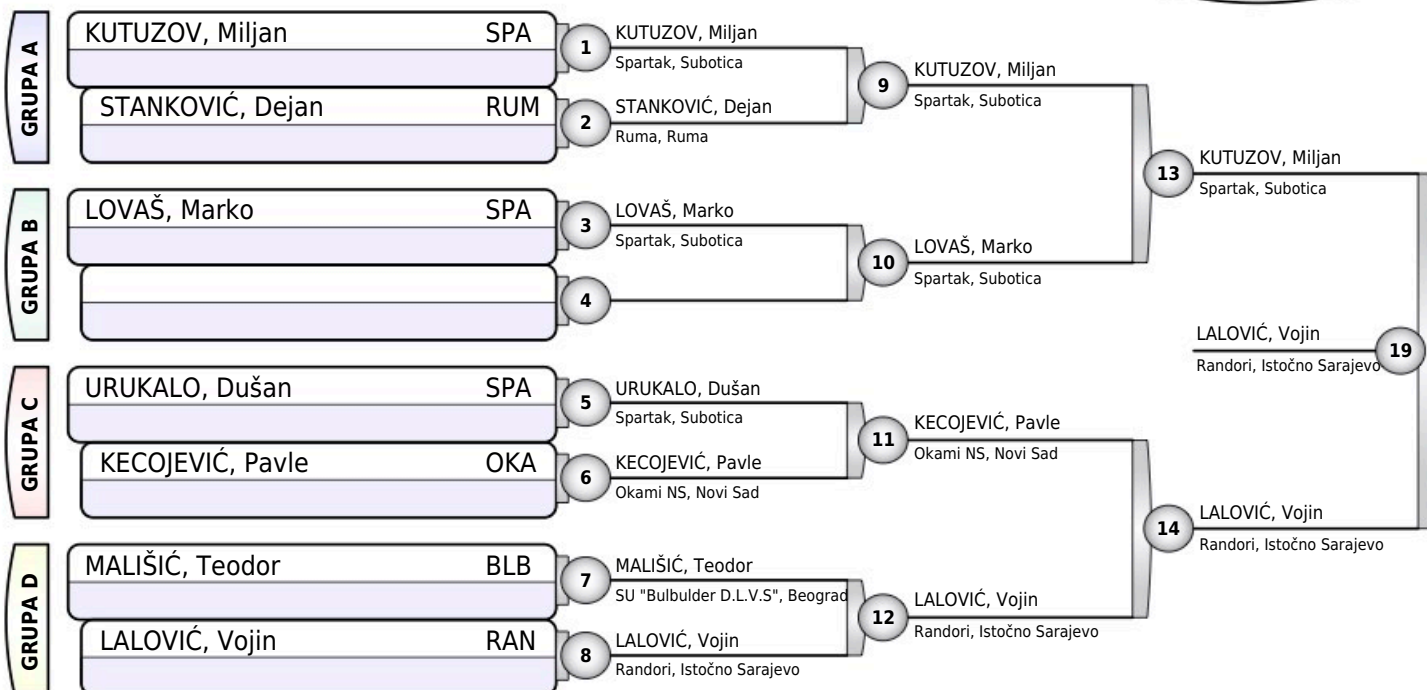 GRUPA A
KUTUZOV, Miljan SPA
STANKOVIĆ, Dejan RUM
GRUPA B
LOVAŠ, Marko SPA
GRUPA C
URUKALO, Dušan SPA
KECOJEVIĆ, Pavle OKA
GRUPA D
MALIŠIĆ, Teodor BLB
LALOVIĆ, Vojin RAN
1
KUTUZOV, Miljan
Spartak, Subotica
2
STANKOVIĆ, Dejan
Ruma, Ruma
3
LOVAŠ, Marko
Spartak, Subotica
4
5
URUKALO, Dušan
Spartak, Subotica
6
KECOJEVIĆ, Pavle
Okami NS, Novi Sad
7
MALIŠIĆ, Teodor
SU "Bulbulder D.L.V.S", Beograd
8
LALOVIĆ, Vojin
Randori, Istočno Sarajevo
9
KUTUZOV, Miljan
Spartak, Subotica
10
LOVAŠ, Marko
Spartak, Subotica
11
KECOJEVIĆ, Pavle
Okami NS, Novi Sad
12
LALOVIĆ, Vojin
Randori, Istočno Sarajevo
13
KUTUZOV, Miljan
Spartak, Subotica
14
LALOVIĆ, Vojin
Randori, Istočno Sarajevo
LALOVIĆ, Vojin
Randori, Istočno Sarajevo
19